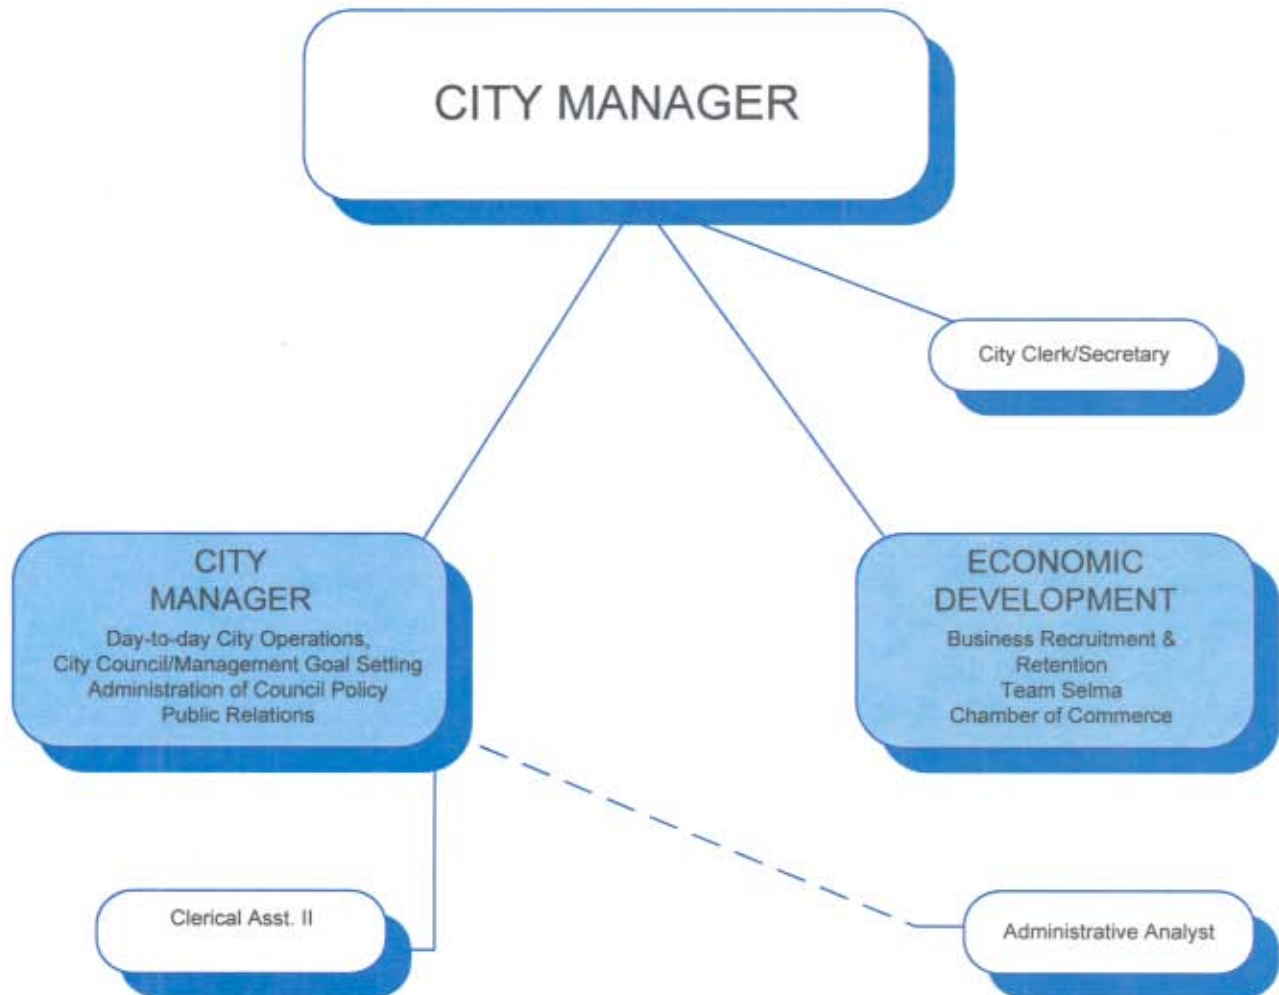 CITY MANAGER
City Clerk/Secretary
CITY
MANAGER
Day-to-day City Operations,
City Council/Management Goal Setting
Administration of Council Policy
Public Relations
ECONOMIC
DEVELOPMENT
Business Recruitment &
Retention
Team Selma
Chamber of Commerce
Clerical Asst. II
Administrative Analyst